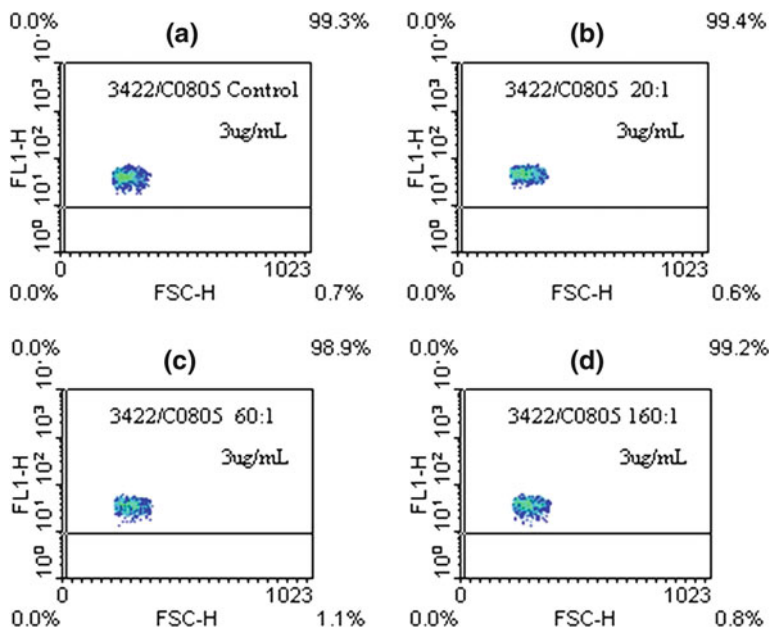 0.0% (a) 99.3%
3422/C0805 Control
3ug/mL
FL1-H
10⁰ 10¹ 10² 10³ 10.
0 1023
0.0% FSC-H 0.7%
0.0% (b) 99.4%
3422/C0805 20:1
3ug/mL
FL1-H
10⁰ 10¹ 10² 10³ 10.
0 1023
0.0% FSC-H 0.6%
0.0% (c) 98.9%
3422/C0805 60:1
3ug/mL
FL1-H
10⁰ 10¹ 10² 10³ 10.
0 1023
0.0% FSC-H 1.1%
0.0% (d) 99.2%
3422/C0805 160:1
3ug/mL
FL1-H
10⁰ 10¹ 10² 10³ 10.
0 1023
0.0% FSC-H 0.8%